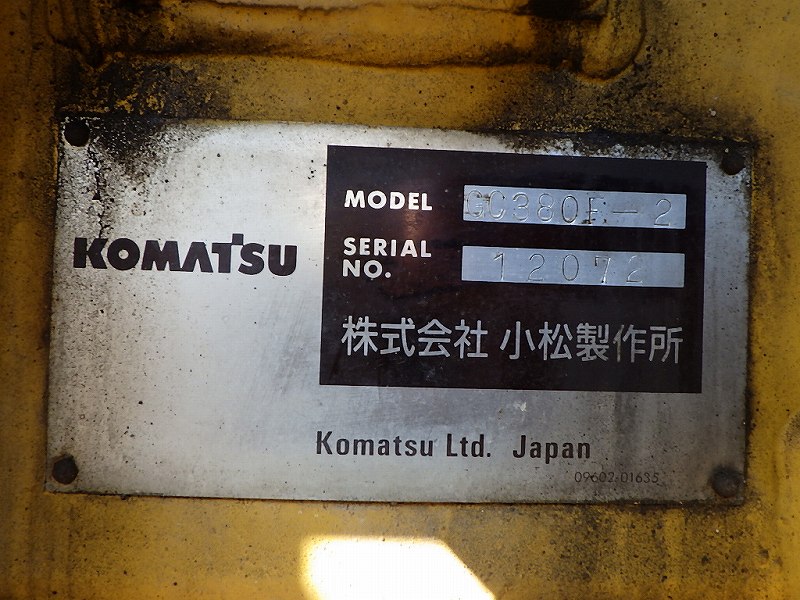 KOMATSU
MODEL GC380F-2
SERIAL NO. 12072
株式会社 小松製作所
Komatsu Ltd. Japan
09602-01635